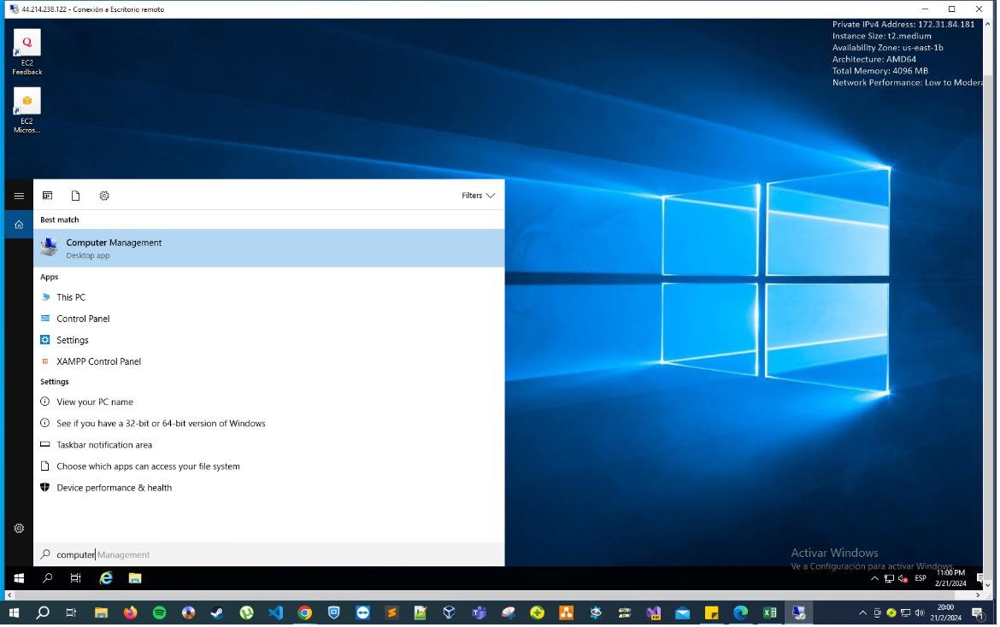 44.214.238.122 - Conexión a Escritorio remoto
Private IPv4 Address: 172.31.84.181
Instance Size: t2.medium
Availability Zone: us-east-1b
Architecture: AMD64
Total Memory: 4096 MB
Network Performance: Low to Modera
EC2
Feedback
EC2
Micros...
Filters
Best match
Computer Management
Desktop app
Apps
This PC
Control Panel
Settings
XAMPP Control Panel
Settings
View your PC name
See if you have a 32-bit or 64-bit version of Windows
Taskbar notification area
Choose which apps can access your file system
Device performance & health
computer Management
Activar Windows
Ve a Configuración para activar Windows.
ESP
11:00 PM
2/21/2024
20:00
21/2/2024
1